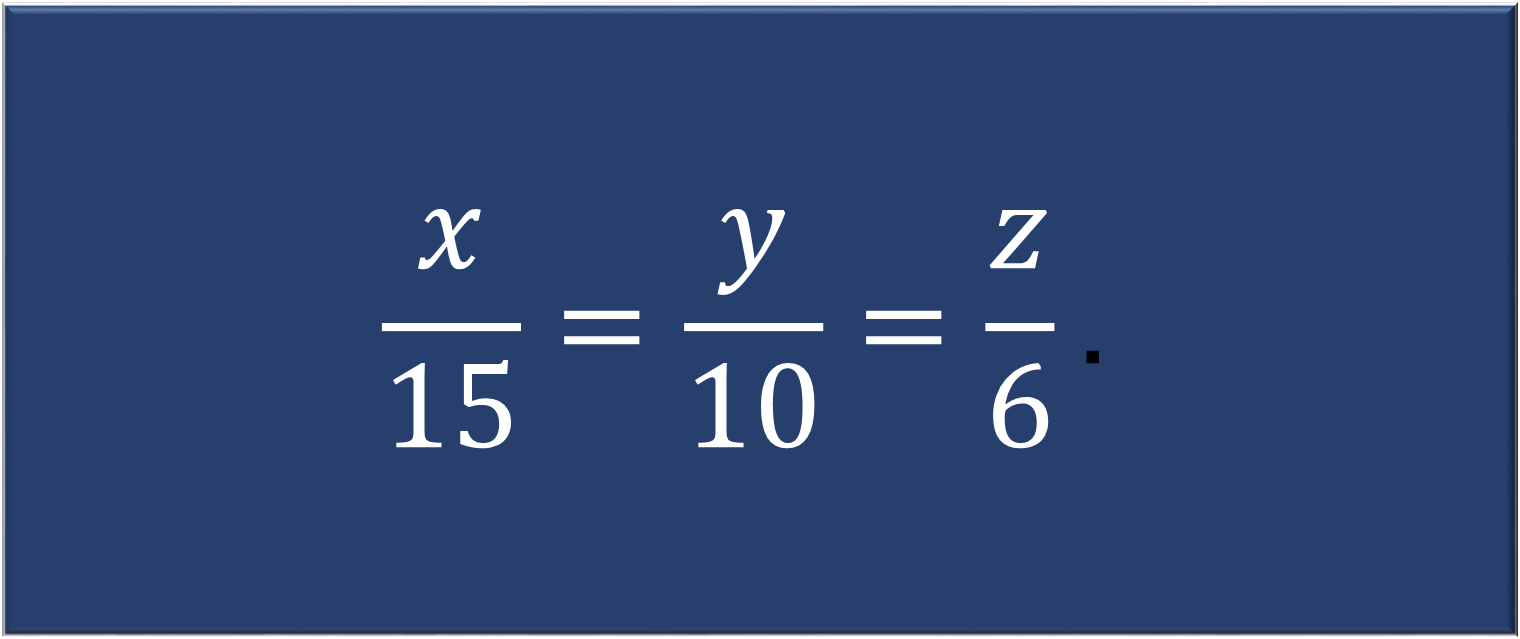 x/15 = y/10 = z/6 .